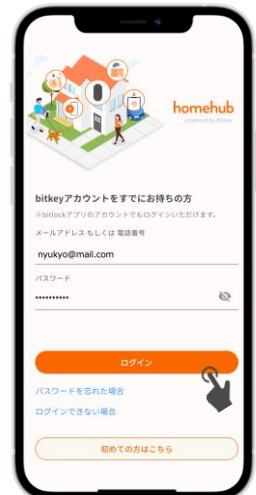 homehub
powered by Bitkey
bitkeyアカウントをすでにお持ちの方
※bitlockアプリのアカウントでもログインいただけます。
メールアドレス もしくは 電話番号
nyukyo@mail.com
パスワード
••••••••••
ログイン
パスワードを忘れた場合
ログインできない場合
初めての方はこちら